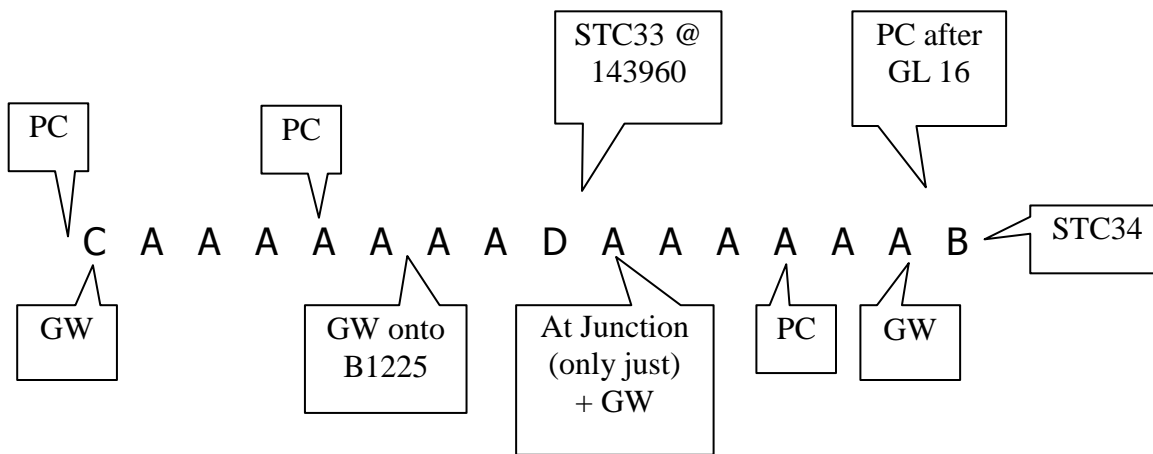 STC33 @
143960
PC after
GL 16
PC
PC
C A A A A A A A D A A A A A A B
STC34
GW
GW onto
B1225
At Junction
(only just)
+ GW
PC
GW